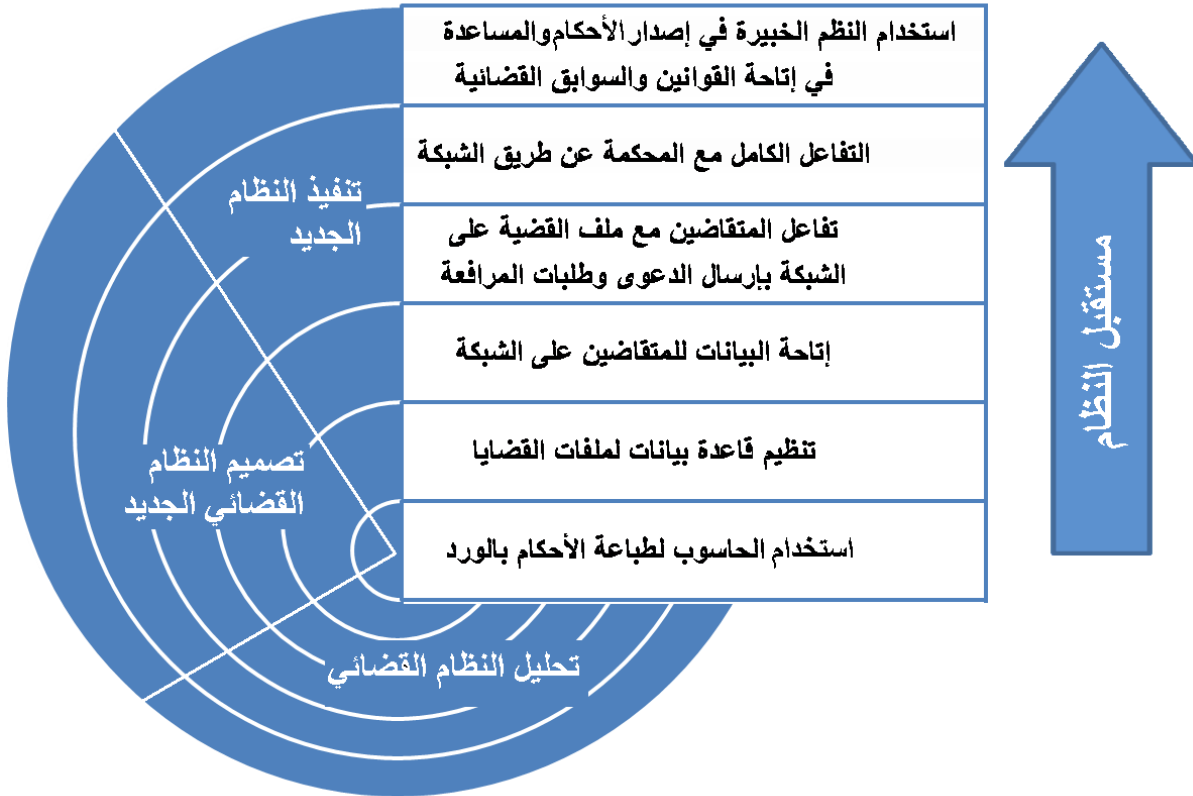 استخدام النظم الخبيرة في إصدار الأحكام والمساعدة
في إتاحة القوانين والسوابق القضائية
التفاعل الكامل مع المحكمة عن طريق الشبكة
تفاعل المتقاضين مع ملف القضية على
الشبكة بإرسال الدعوى وطلبات المرافعة
إتاحة البيانات للمتقاضين على الشبكة
تنظيم قاعدة بيانات لملفات القضايا
استخدام الحاسوب لطباعة الأحكام بالورد
مستقبل النظام
تنفيذ النظام
الجديد
تصميم النظام
القضائي الجديد
تحليل النظام القضائي